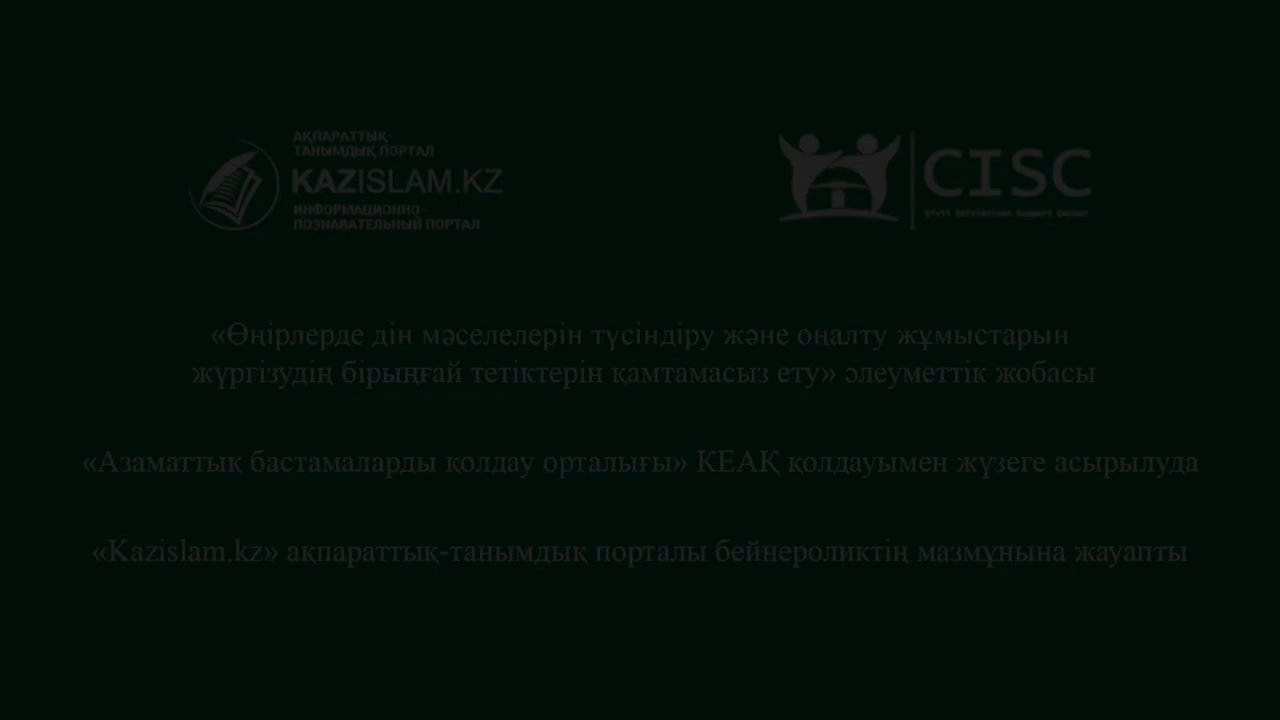 АҚПАРАТТЫҚ-
ТАНЫМДЫҚ ПОРТАЛ
KAZISLAM.KZ
ИНФОРМАЦИОННО-
ПОЗНАВАТЕЛЬНЫЙ ПОРТАЛ
CISC
«Өңірлерде дін мәселелерін түсіндіру және оңалту жұмыстарын
жүргізудің бірыңғай тетіктерін қамтамасыз ету» әлеуметтік жобасы
«Азаматтық бастамаларды қолдау орталығы» КЕАҚ қолдауымен жүзеге асырылуда
«Kazislam.kz» ақпараттық-танымдық порталы бейнероликтің мазмұнына жауапты